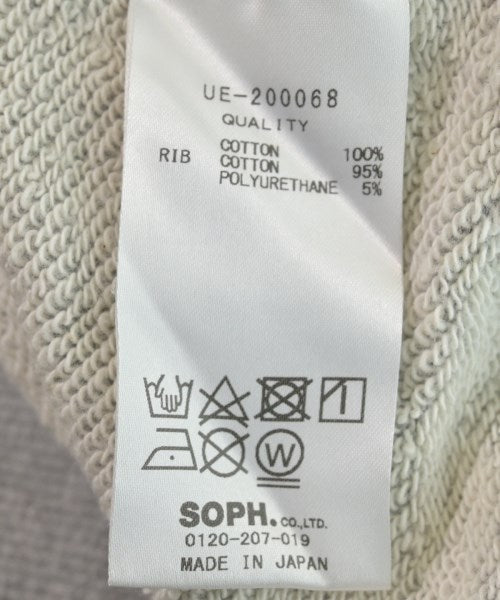 UE-200068
QUALITY
COTTON 100%
RIB COTTON 95%
POLYURETHANE 5%
W
SOPH. CO.,LTD.
0120-207-019
MADE IN JAPAN